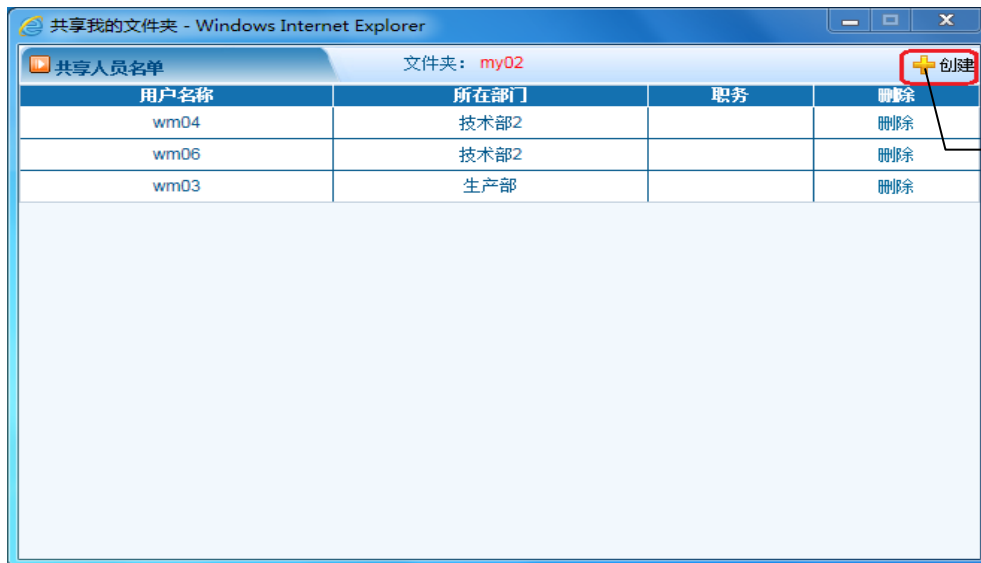 共享我的文件夹 - Windows Internet Explorer
共享人员名单 文件夹： my02 创建
用户名称 所在部门 职务 删除
wm04 技术部2 删除
wm06 技术部2 删除
wm03 生产部 删除